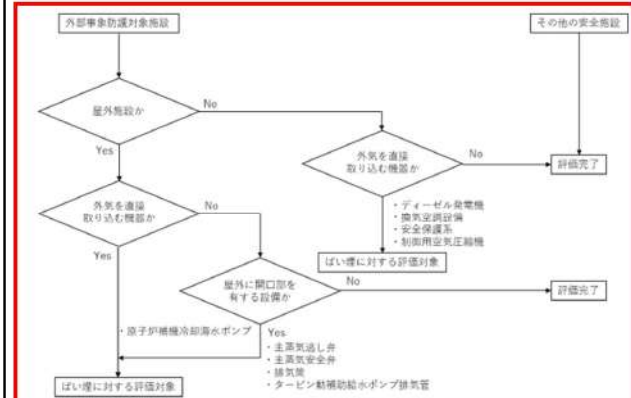 外部事象防護対象施設
その他の安全施設
屋外施設か
No
Yes
外気を直接
取り込む機器か
No
評価完了
外気を直接
取り込む機器か
No
・ディーゼル発電機
・換気空調設備
・安全保護系
・制御用空気圧縮機
Yes
ばい煙に対する評価対象
屋外に開口部を
有する設備か
No
評価完了
・原子炉補機冷却海水ポンプ
Yes
・主蒸気逃し弁
・主蒸気安全弁
・排気筒
・タービン動補助給水ポンプ排気管
ばい煙に対する評価対象